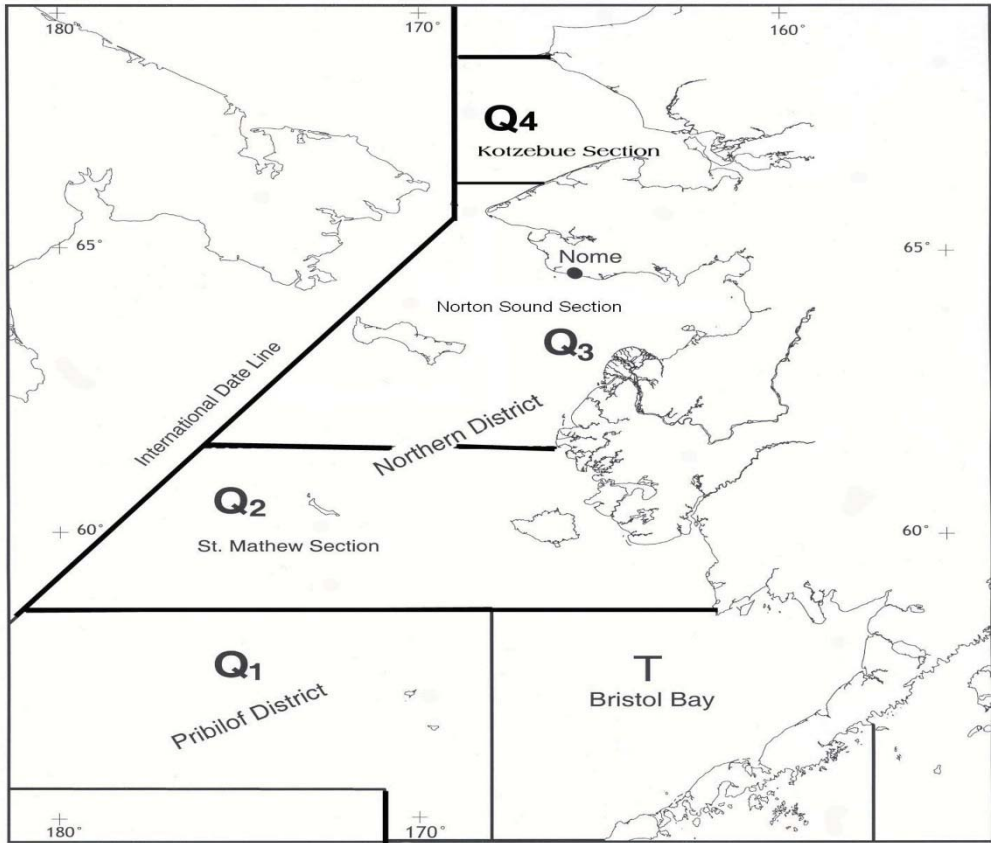 180°
170°
160°
Q4
Kotzebue Section
65°
65°
Nome
Norton Sound Section
Q3
International Date Line
Northern District
Q2
60°
60°
St. Mathew Section
Q1
T
Pribilof District
Bristol Bay
180°
170°
160°